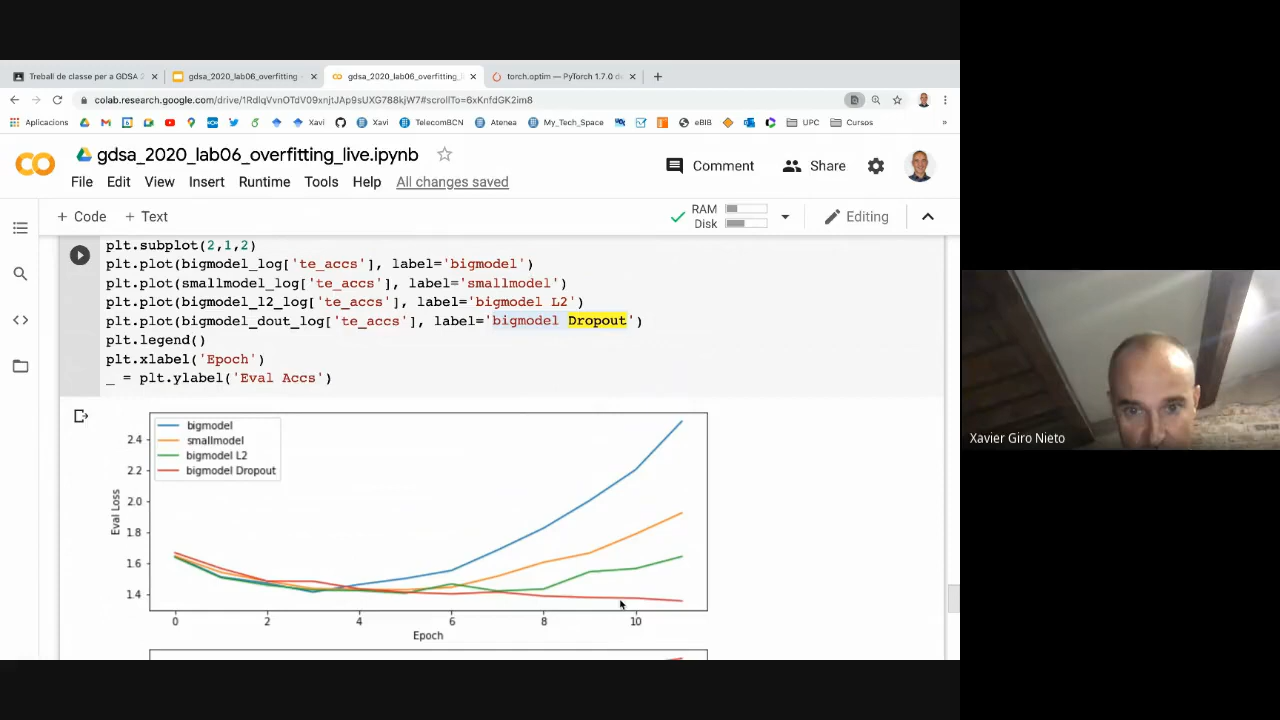 Treball de classe per a GDSA 2
gdsa_2020_lab06_overfitting -
gdsa_2020_lab06_overfitting_l
torch.optim — PyTorch 1.7.0 d
colab.research.google.com/drive/1RdlqVvnOTdV09xnjtJAp9sUXG788kjW7#scrollTo=6xKnfdGK2im8
Aplicacions
Xavi
Xavi
TelecomBCN
Atenea
My_Tech_Space
eBIB
UPC
Cursos
»
gdsa_2020_lab06_overfitting_live.ipynb
Comment
Share
File Edit View Insert Runtime Tools Help All changes saved
+ Code + Text
RAM
Disk
Editing
plt.subplot(2,1,2)
plt.plot(bigmodel_log['te_accs'], label='bigmodel')
plt.plot(smallmodel_log['te_accs'], label='smallmodel')
plt.plot(bigmodel_l2_log['te_accs'], label='bigmodel L2')
plt.plot(bigmodel_dout_log['te_accs'], label='bigmodel Dropout')
plt.legend()
plt.xlabel('Epoch')
_ = plt.ylabel('Eval Accs')
bigmodel
smallmodel
bigmodel L2
bigmodel Dropout
2.4
2.2
2.0
1.8
1.6
1.4
Eval Loss
0 2 4 6 8 10
Epoch
Xavier Giro Nieto